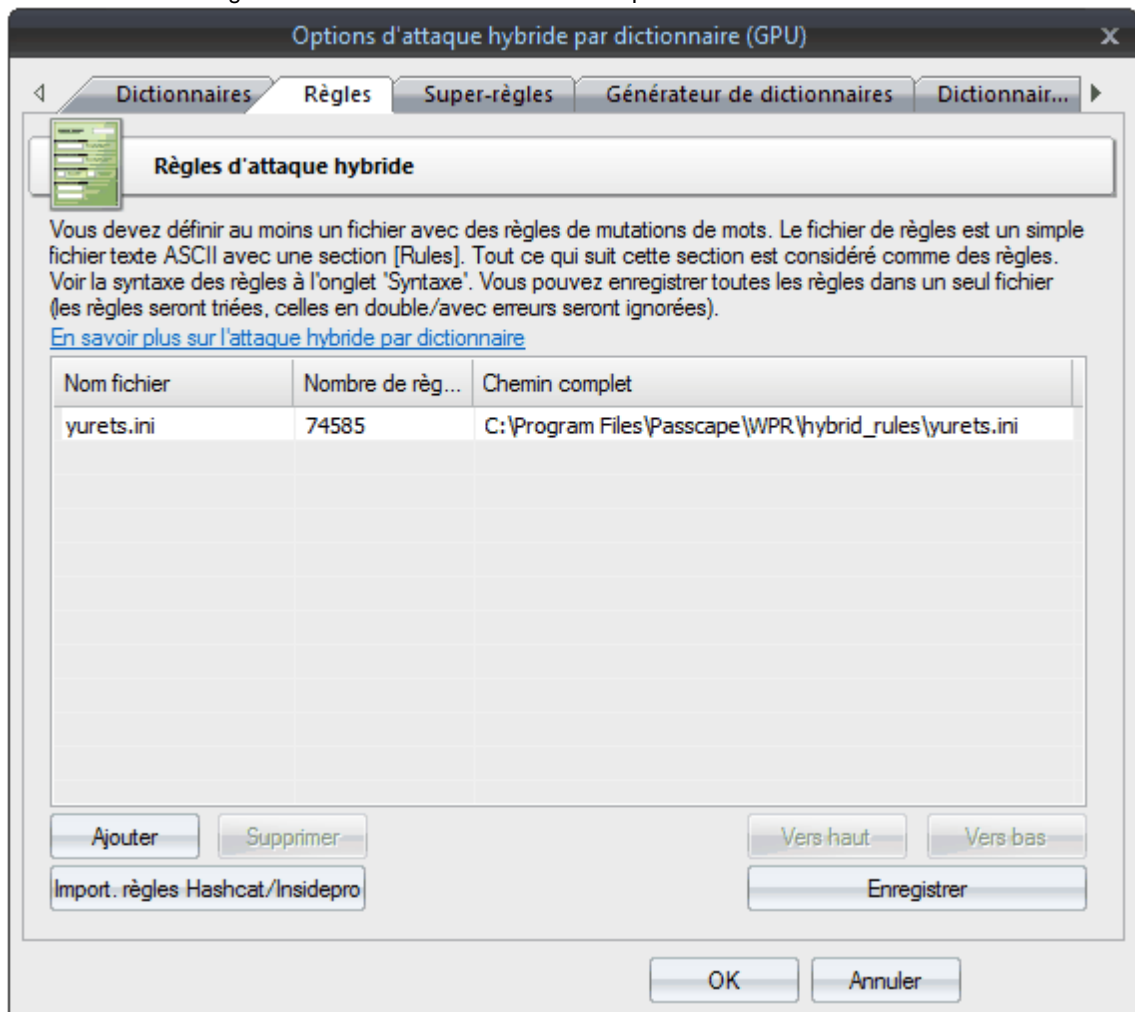 Options d'attaque hybride par dictionnaire (GPU)
Dictionnaires Règles Super-règles Générateur de dictionnaires Dictionnair...
Règles d'attaque hybride
Vous devez définir au moins un fichier avec des règles de mutations de mots. Le fichier de règles est un simple
fichier texte ASCII avec une section [Rules]. Tout ce qui suit cette section est considéré comme des règles.
Voir la syntaxe des règles à l'onglet 'Syntaxe'. Vous pouvez enregistrer toutes les règles dans un seul fichier
(les règles seront triées, celles en double/avec erreurs seront ignorées).
En savoir plus sur l'attaque hybride par dictionnaire
Nom fichier Nombre de règ... Chemin complet
yurets.ini 74585 C:\Program Files\Passcape\WPR\hybrid_rules\yurets.ini
Ajouter Supprimer Vers haut Vers bas
Import. règles Hashcat/Insidepro Enregistrer
OK Annuler